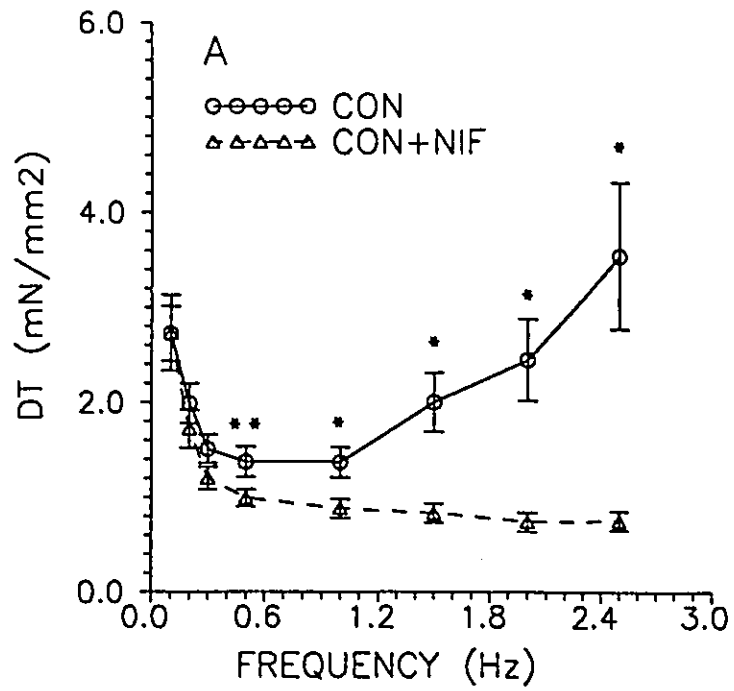 6.0
A
CON
CON+NIF
*
4.0
DT (mN/mm2)
*
*
2.0
** *
0.0
0.0 0.6 1.2 1.8 2.4 3.0
FREQUENCY (Hz)